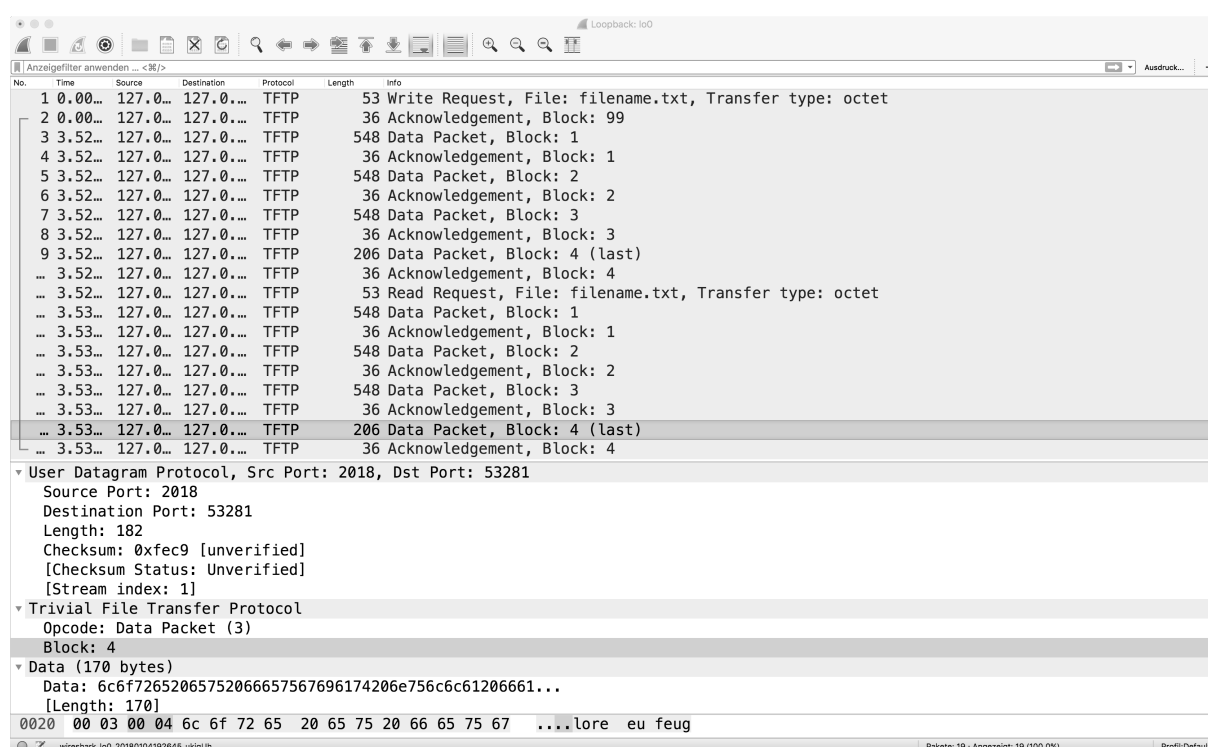 Loopback: lo0
Anzeigefilter anwenden ... <⌘/>
Ausdruck...
No. Time Source Destination Protocol Length Info
1 0.00… 127.0… 127.0.… TFTP 53 Write Request, File: filename.txt, Transfer type: octet
2 0.00… 127.0… 127.0.… TFTP 36 Acknowledgement, Block: 99
3 3.52… 127.0… 127.0.… TFTP 548 Data Packet, Block: 1
4 3.52… 127.0… 127.0.… TFTP 36 Acknowledgement, Block: 1
5 3.52… 127.0… 127.0.… TFTP 548 Data Packet, Block: 2
6 3.52… 127.0… 127.0.… TFTP 36 Acknowledgement, Block: 2
7 3.52… 127.0… 127.0.… TFTP 548 Data Packet, Block: 3
8 3.52… 127.0… 127.0.… TFTP 36 Acknowledgement, Block: 3
9 3.52… 127.0… 127.0.… TFTP 206 Data Packet, Block: 4 (last)
… 3.52… 127.0… 127.0.… TFTP 36 Acknowledgement, Block: 4
… 3.52… 127.0… 127.0.… TFTP 53 Read Request, File: filename.txt, Transfer type: octet
… 3.53… 127.0… 127.0.… TFTP 548 Data Packet, Block: 1
… 3.53… 127.0… 127.0.… TFTP 36 Acknowledgement, Block: 1
… 3.53… 127.0… 127.0.… TFTP 548 Data Packet, Block: 2
… 3.53… 127.0… 127.0.… TFTP 36 Acknowledgement, Block: 2
… 3.53… 127.0… 127.0.… TFTP 548 Data Packet, Block: 3
… 3.53… 127.0… 127.0.… TFTP 36 Acknowledgement, Block: 3
… 3.53… 127.0… 127.0.… TFTP 206 Data Packet, Block: 4 (last)
… 3.53… 127.0… 127.0.… TFTP 36 Acknowledgement, Block: 4
User Datagram Protocol, Src Port: 2018, Dst Port: 53281
Source Port: 2018
Destination Port: 53281
Length: 182
Checksum: 0xfec9 [unverified]
[Checksum Status: Unverified]
[Stream index: 1]
Trivial File Transfer Protocol
Opcode: Data Packet (3)
Block: 4
Data (170 bytes)
Data: 6c6f72652065752066657567696174206e756c6c61206661...
[Length: 170]
0020 00 03 00 04 6c 6f 72 65 20 65 75 20 66 65 75 67 ....lore eu feug